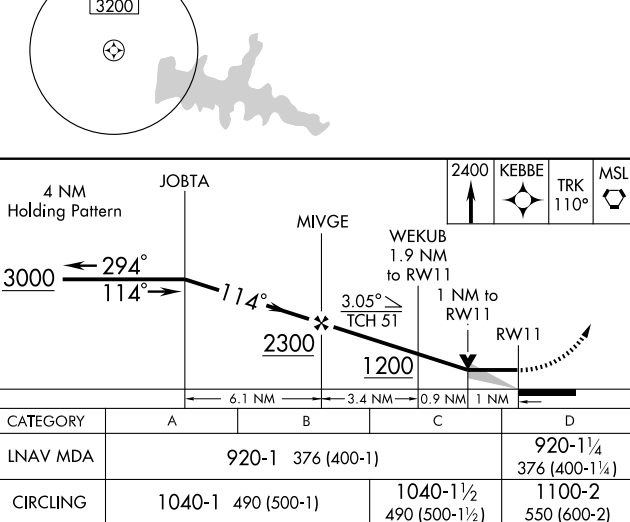 3200
2400 KEBBE TRK 110° MSL
4 NM
Holding Pattern
JOBTA
MIVGE
WEKUB
1.9 NM
to RW11
1 NM to
RW11
RW11
3000
294°
114°
114°
3.05°
TCH 51
2300
1200
6.1 NM 3.4 NM 0.9 NM 1 NM
CATEGORY A B C D
LNAV MDA 920-1 376 (400-1) 920-1¼ 376 (400-1¼)
CIRCLING 1040-1 490 (500-1) 1040-1½ 490 (500-1½) 1100-2 550 (600-2)